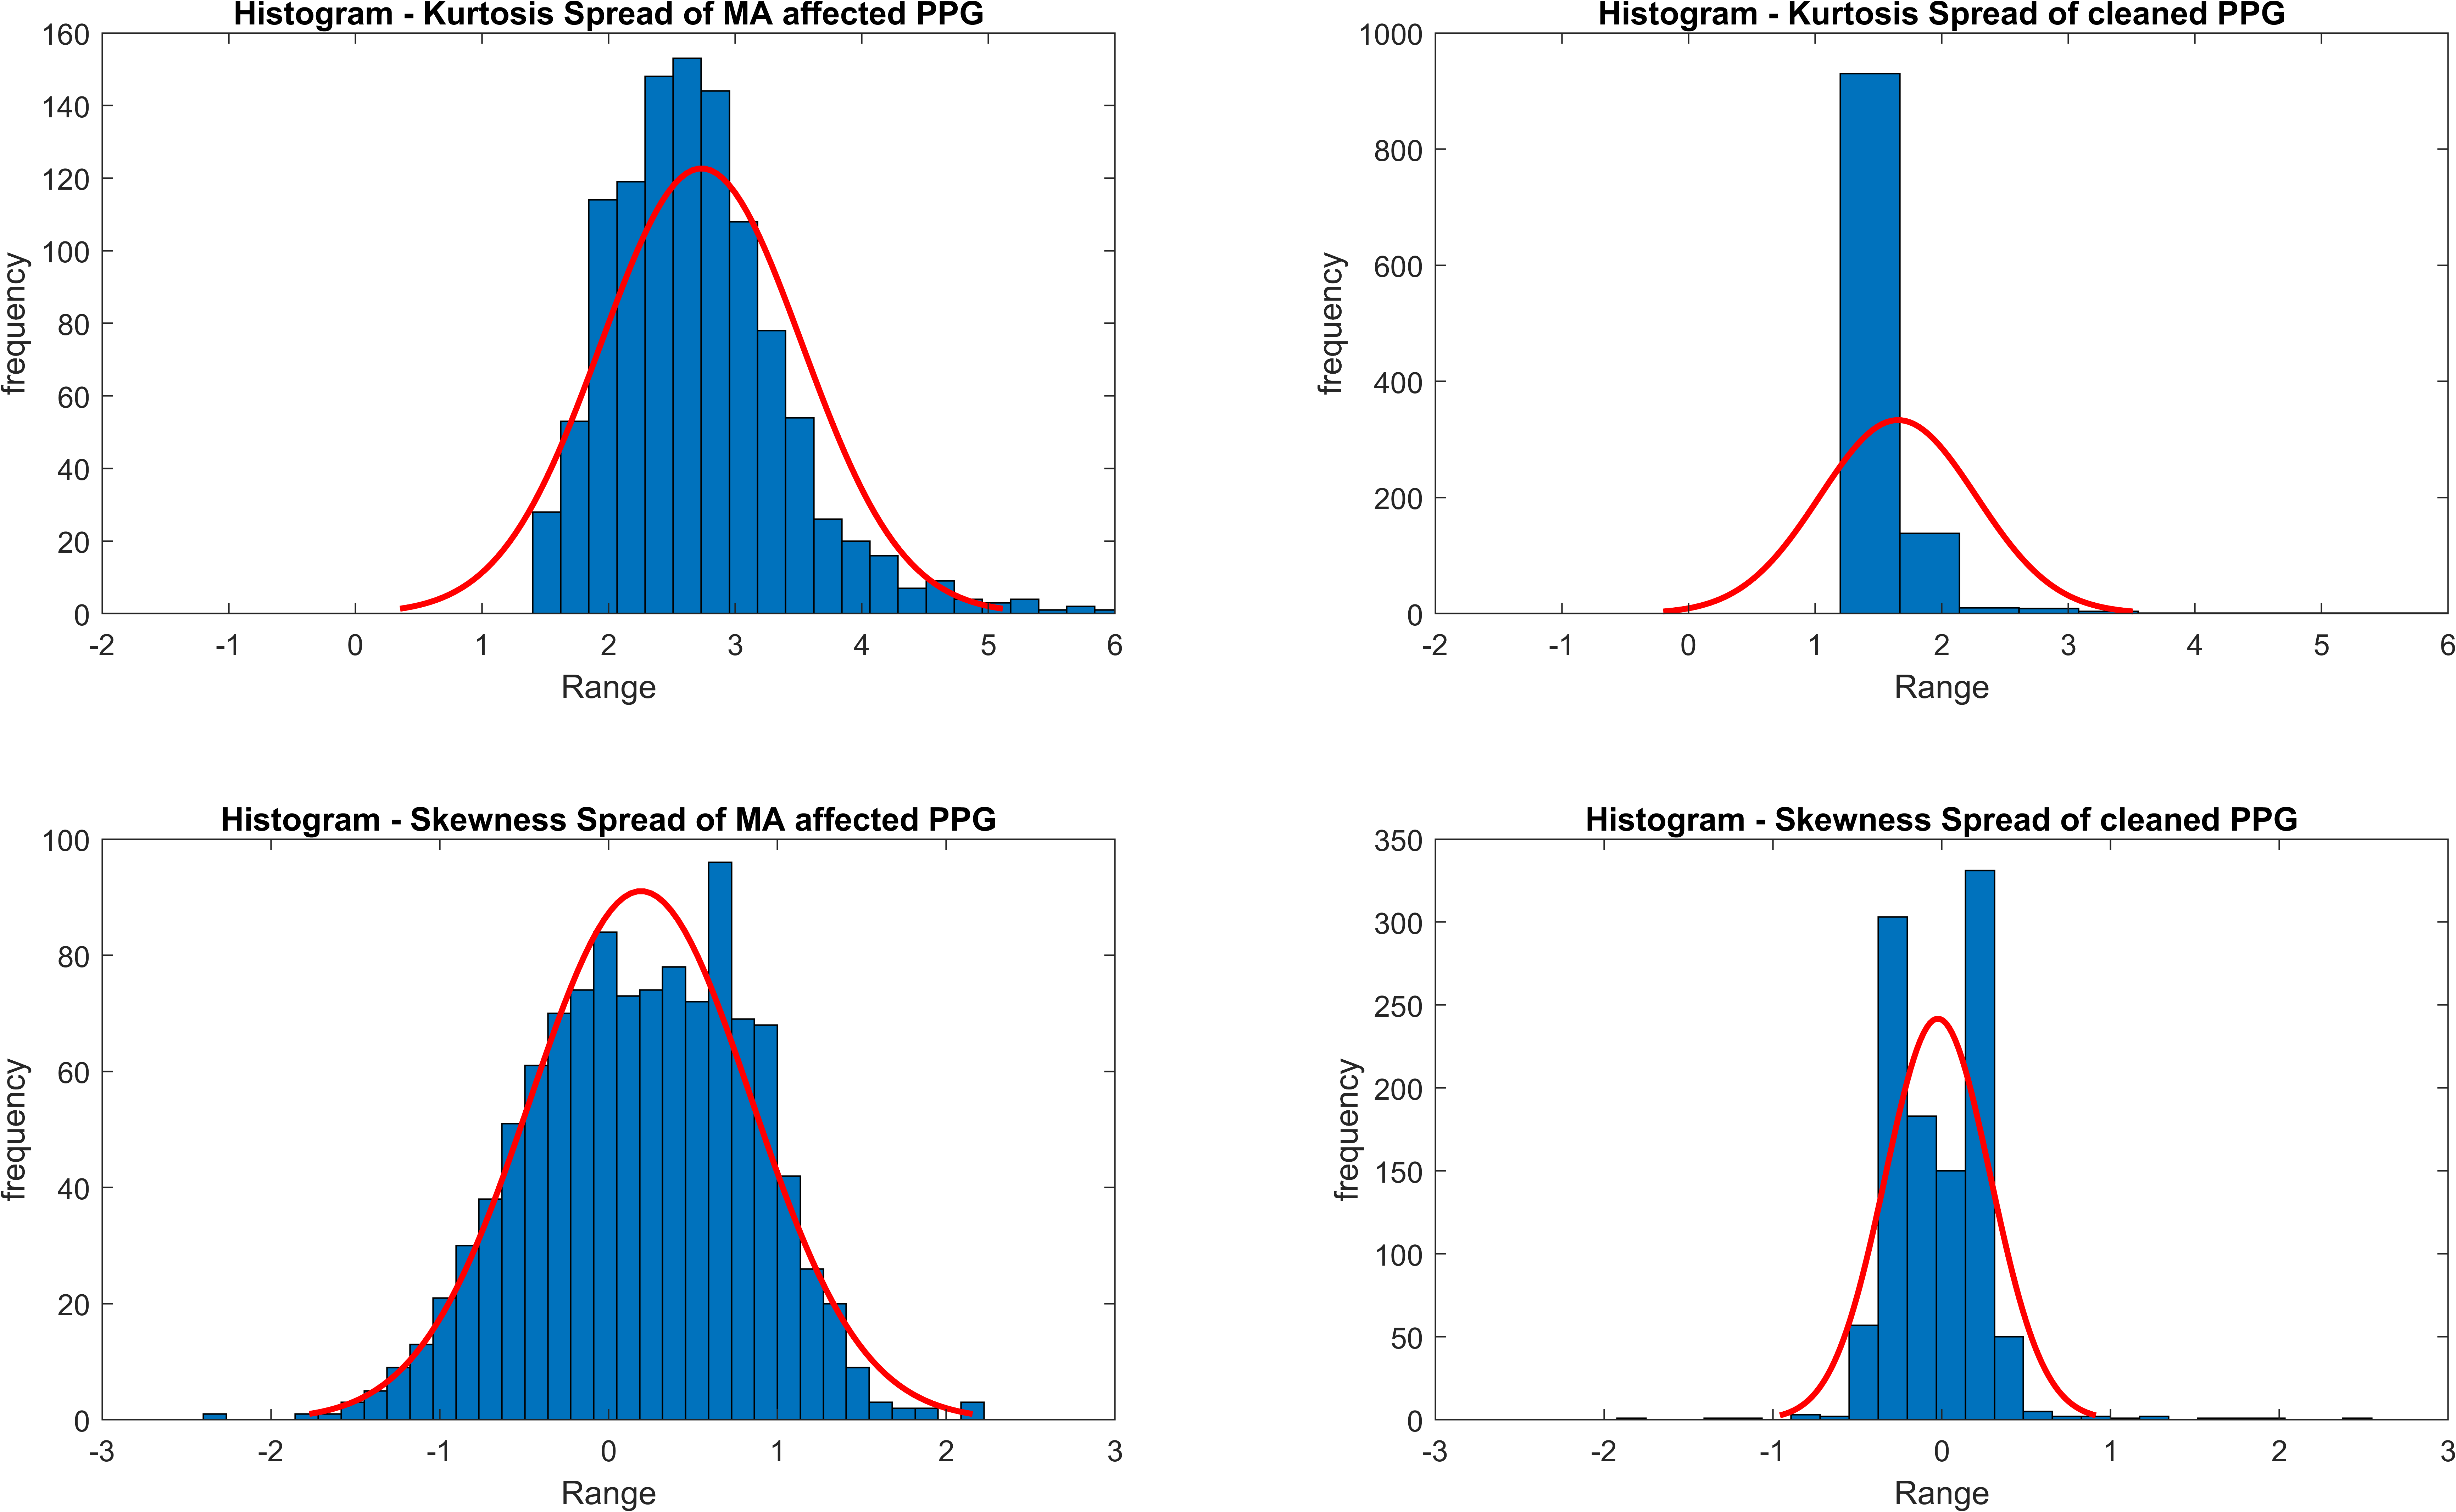 Histogram - Kurtosis Spread of MA affected PPG
160
140
120
100
80
60
40
20
0
frequency
-2 -1 0 1 2 3 4 5 6
Range
Histogram - Kurtosis Spread of cleaned PPG
1000
800
600
400
200
0
frequency
-2 -1 0 1 2 3 4 5 6
Range
Histogram - Skewness Spread of MA affected PPG
100
80
60
40
20
0
frequency
-3 -2 -1 0 1 2 3
Range
Histogram - Skewness Spread of cleaned PPG
350
300
250
200
150
100
50
0
frequency
-3 -2 -1 0 1 2 3
Range